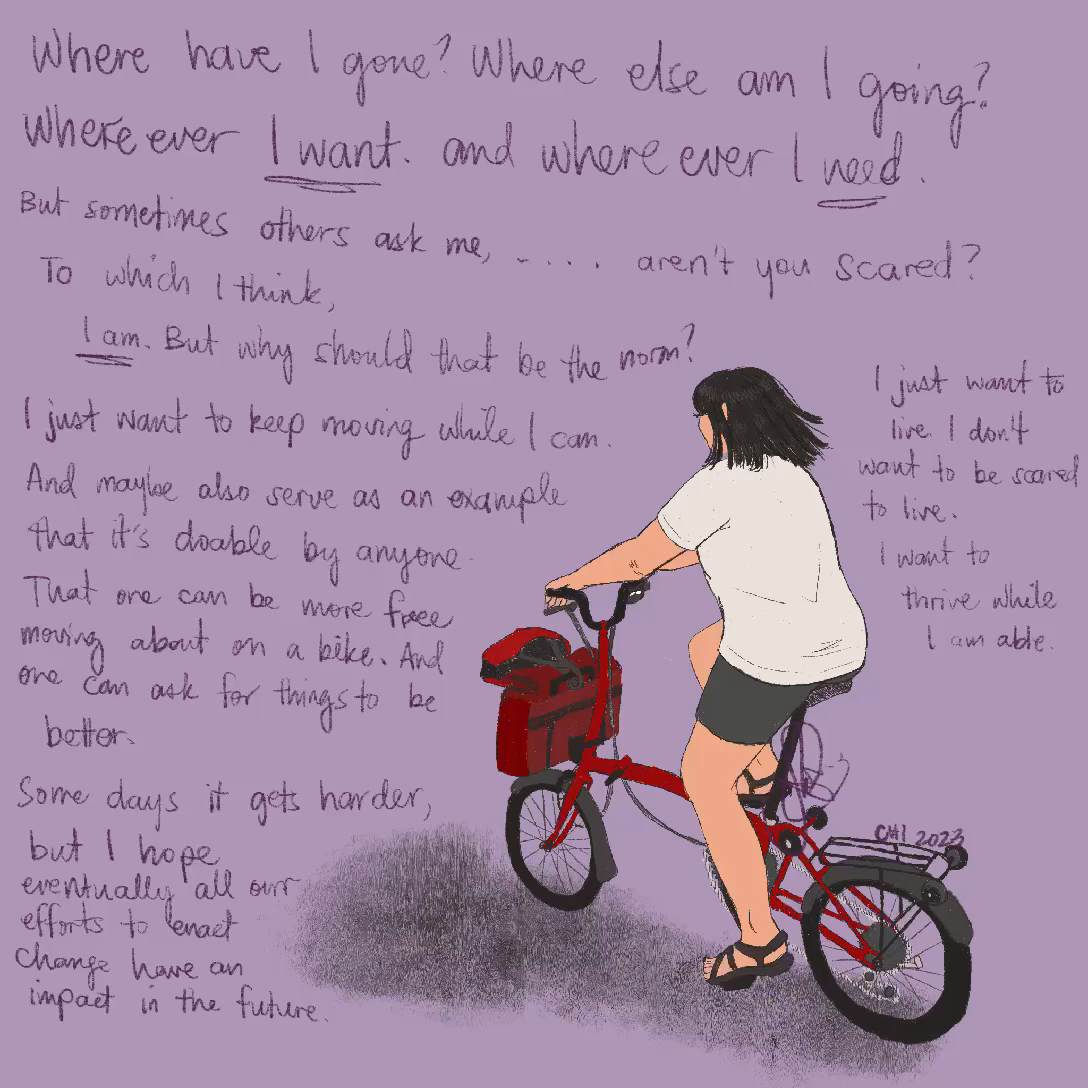 Where have I gone? Where else am I going?
Where ever I want. and where ever I need.
But sometimes others ask me, - . . . . aren't you scared?
To which I think,
I am. But why should that be the norm?
I just want to keep moving while I can.
And maybe also serve as an example
that it's doable by anyone.
That one can be more free
moving about on a bike. And
one can ask for things to be
better.
Some days it gets harder,
but I hope
eventually all our
efforts to enact
change have an
impact in the future.
I just want to
live. I don't
want to be scared
to live.
I want to
thrive while
I am able.
CHI 2023